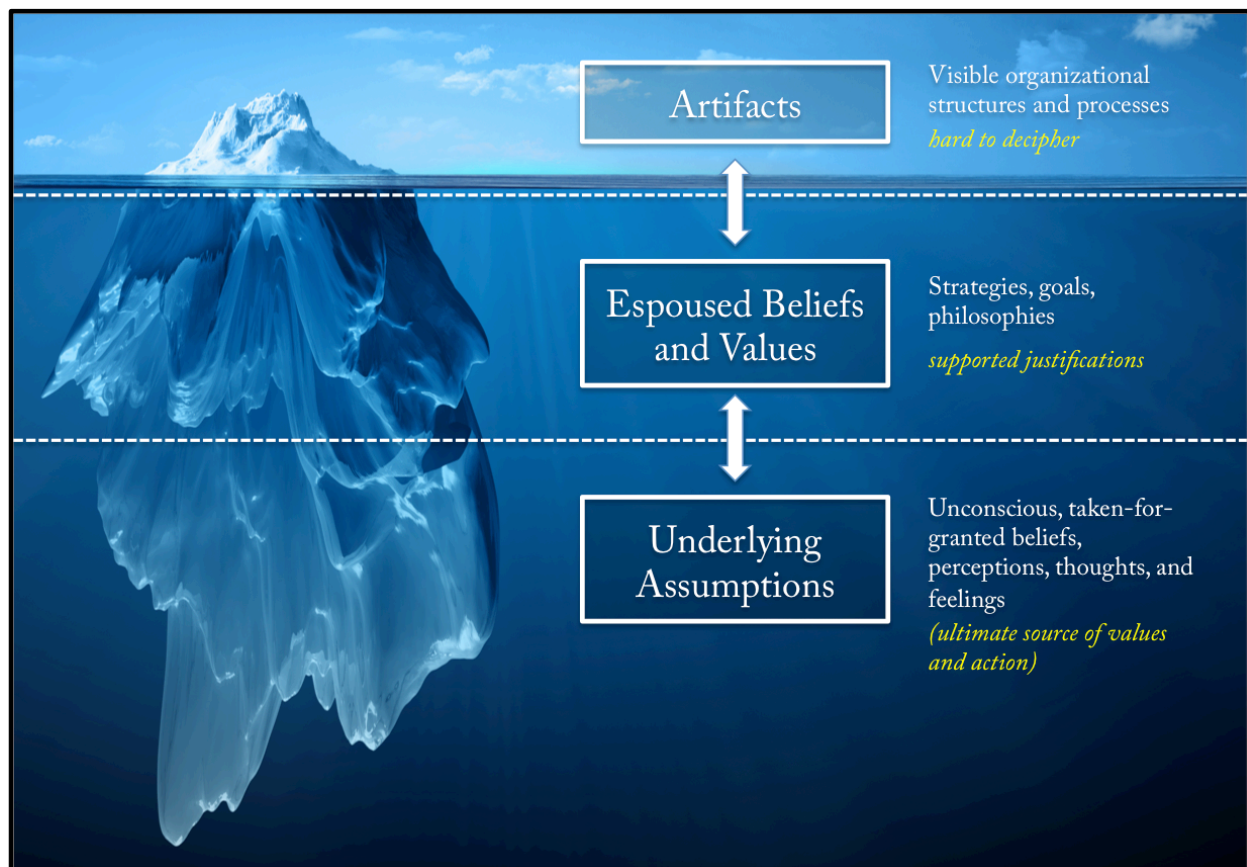 Artifacts
Visible organizational
structures and processes
hard to decipher
Espoused Beliefs
and Values
Strategies, goals,
philosophies
supported justifications
Underlying
Assumptions
Unconscious, taken-for-
granted beliefs,
perceptions, thoughts, and
feelings
(ultimate source of values
and action)